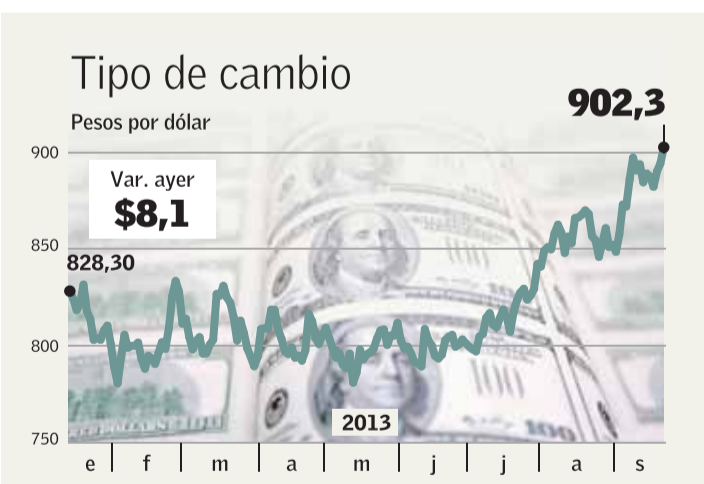 Tipo de cambio
Pesos por dólar
902,3
900
Var. ayer
$8,1
850
828,30
800
2013
750
e f m a m j j a s
100